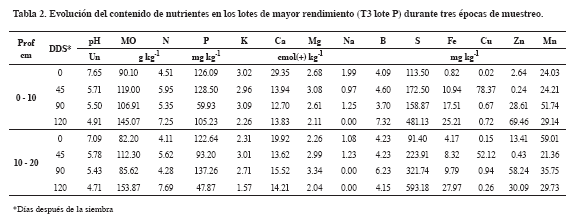 Tabla 2. Evolución del contenido de nutrientes en los lotes de mayor rendimiento (T3 lote P) durante tres épocas de muestreo.
Prof em DDS* pH MO N P K Ca Mg Na B S Fe Cu Zn Mn
Un g kg-1 mg kg-1 emol(+) kg-1 mg kg-1
0 - 10
0 7.65 90.10 4.51 126.09 3.02 29.35 2.68 1.99 4.09 113.50 0.82 0.02 2.64 24.03
45 5.71 119.00 5.95 128.50 2.96 13.94 3.08 0.97 4.60 172.50 10.94 78.37 0.24 24.21
90 5.50 106.91 5.35 59.93 3.09 12.70 2.61 1.25 3.70 158.87 17.51 0.67 28.61 51.74
120 4.91 145.07 7.25 105.23 2.26 13.83 2.11 0.00 7.32 481.13 25.21 0.72 69.46 29.14
10 - 20
0 7.09 82.20 4.11 122.64 2.31 19.92 2.26 1.08 4.23 91.40 4.17 0.15 13.41 59.01
45 5.78 112.30 5.62 93.20 3.01 13.62 2.99 1.23 4.23 223.91 8.32 52.12 0.43 21.36
90 5.43 85.62 4.28 137.26 2.71 15.52 3.34 0.00 6.23 321.74 9.79 0.94 58.24 35.75
120 4.71 153.87 7.69 47.87 1.57 14.21 2.04 0.00 4.15 593.18 27.97 0.26 30.09 29.73
*Días después de la siembra